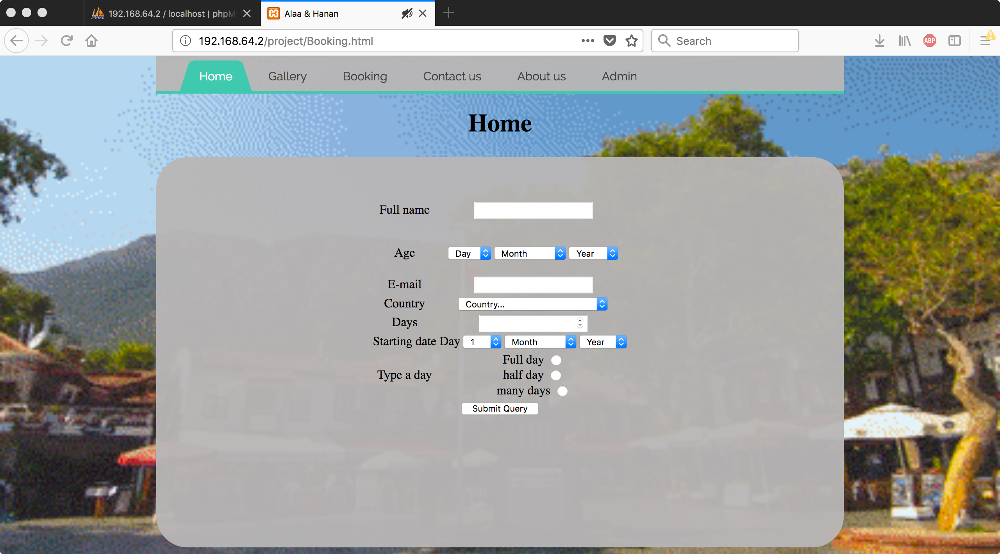 192.168.64.2 / localhost | phpM
Alaa & Hanan
192.168.64.2/project/Booking.html
Search
ABP
Home Gallery Booking Contact us About us Admin
Home
Full name
Age Day Month Year
E-mail
Country Country...
Days
Starting date Day 1 Month Year
Full day
Type a day half day
many days
Submit Query